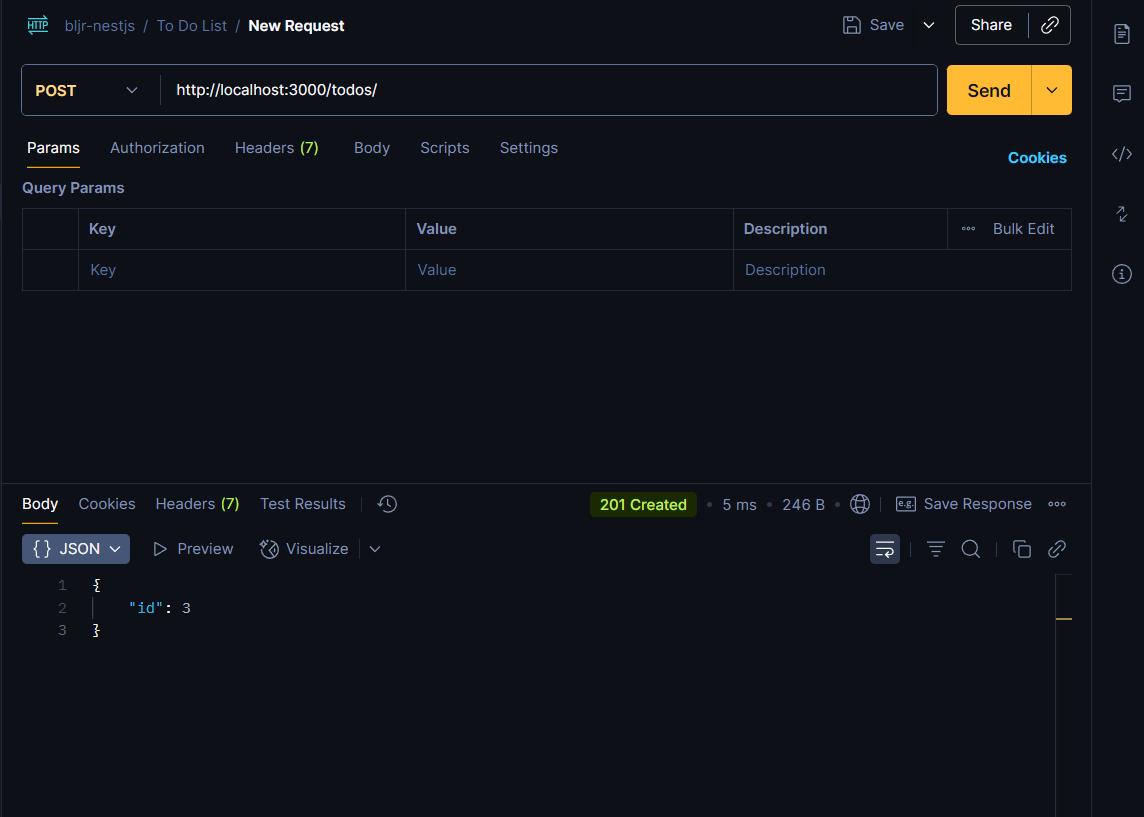 HTTP bljr-nestjs / To Do List / New Request Save Share
POST http://localhost:3000/todos/ Send
Params Authorization Headers (7) Body Scripts Settings Cookies
Query Params
Key Value Description Bulk Edit
Key Value Description
Body Cookies Headers (7) Test Results 201 Created • 5 ms • 246 B • e.g. Save Response
{} JSON Preview Visualize
1 {
2 "id": 3
3 }